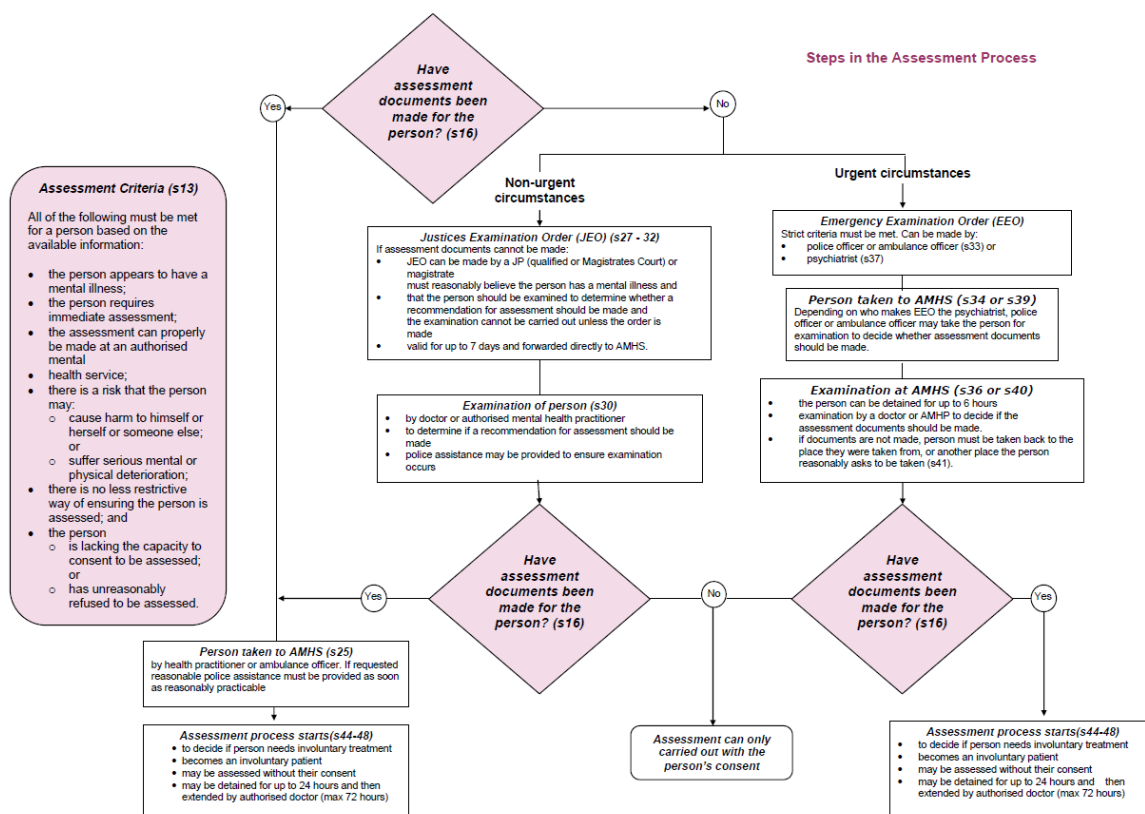 Steps in the Assessment Process
Have
assessment
documents been
made for the
person? (s16)
Yes
No
Non-urgent
circumstances
Urgent circumstances
Assessment Criteria (s13)
All of the following must be met
for a person based on the
available information:
• the person appears to have a
mental illness;
• the person requires
immediate assessment;
• the assessment can properly
be made at an authorised
mental
• health service;
• there is a risk that the person
may:
o cause harm to himself or
herself or someone else;
or
o suffer serious mental or
physical deterioration;
• there is no less restrictive
way of ensuring the person is
assessed; and
• the person
o is lacking the capacity to
consent to be assessed;
or
o has unreasonably
refused to be assessed.
Justices Examination Order (JEO) (s27 - 32)
If assessment documents cannot be made:
• JEO can be made by a JP (qualified or Magistrates Court) or
magistrate
must reasonably believe the person has a mental illness and
• that the person should be examined to determine whether a
recommendation for assessment should be made and
the examination cannot be carried out unless the order is
made
• valid for up to 7 days and forwarded directly to AMHS.
Emergency Examination Order (EEO)
Strict criteria must be met. Can be made by:
• police officer or ambulance officer (s33) or
• psychiatrist (s37)
Person taken to AMHS (s34 or s39)
Depending on who makes EEO the psychiatrist, police
officer or ambulance officer may take the person for
examination to decide whether assessment documents
should be made.
Examination of person (s30)
• by doctor or authorised mental health practitioner
• to determine if a recommendation for assessment should be
made
• police assistance may be provided to ensure examination
occurs
Examination at AMHS (s36 or s40)
• the person can be detained for up to 6 hours
• examination by a doctor or AMHP to decide if the
assessment documents should be made.
• if documents are not made, person must be taken back to the
place they were taken from, or another place the person
reasonably asks to be taken (s41).
Yes
Have
assessment
documents been
made for the
person? (s16)
No
Have
assessment
documents been
made for the
person? (s16)
Yes
Person taken to AMHS (s25)
by health practitioner or ambulance officer. If requested
reasonable police assistance must be provided as soon
as reasonably practicable
Assessment process starts(s44-48)
• to decide if person needs involuntary treatment
• becomes an involuntary patient
• may be assessed without their consent
• may be detained for up to 24 hours and then
extended by authorised doctor (max 72 hours)
Assessment can only
carried out with the
person's consent
Assessment process starts(s44-48)
• to decide if person needs involuntary treatment
• becomes an involuntary patient
• may be assessed without their consent
• may be detained for up to 24 hours and then
extended by authorised doctor (max 72 hours)